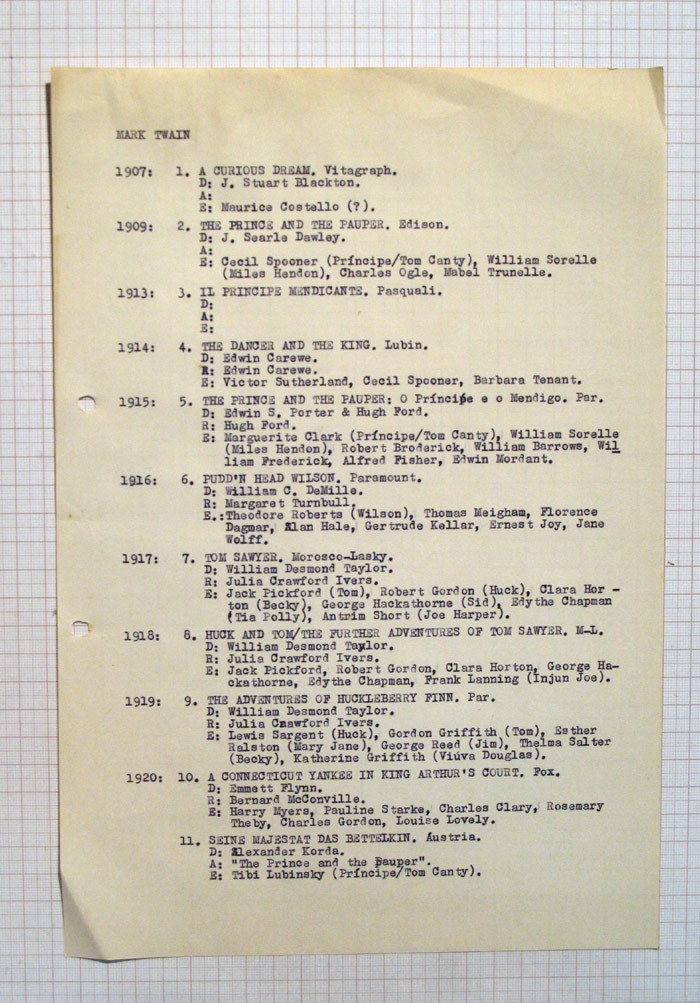 MARK TWAIN
1907: 1. A CURIOUS DREAM. Vitagraph.
D: J. Stuart Blackton.
A:
E: Maurice Costello (?).
1909: 2. THE PRINCE AND THE PAUPER. Edison.
D: J. Searle Dawley.
A:
E: Cecil Spooner (Príncipe/Tom Canty), William Sorelle
(Miles Hendon), Charles Ogle, Mabel Trunelle.
1913: 3. IL PRINCIPE MENDICANTE. Pasquali.
D:
A:
E:
1914: 4. THE DANCER AND THE KING. Lubin.
D: Edwin Carewe.
R: Edwin Carewe.
E: Victor Sutherland, Cecil Spooner, Barbara Tenant.
1915: 5. THE PRINCE AND THE PAUPER: O Príncipe e o Mendigo. Par.
D: Edwin S. Porter & Hugh Ford.
R: Hugh Ford.
E: Marguerite Clark (Príncipe/Tom Canty), William Sorelle
(Miles Hendon), Robert Broderick, William Barrows, Wil
liam Frederick, Alfred Fisher, Edwin Mordant.
1916: 6. PUDD'N HEAD WILSON. Paramount.
D: William C. DeMille.
R: Margaret Turnbull.
E.:Theodore Roberts (Wilson), Thomas Meigham, Florence
Dagmar, Alan Hale, Gertrude Kellar, Ernest Joy, Jane
Wolff.
1917: 7. TOM SAWYER. Morosco-Lasky.
D: William Desmond Taylor.
R: Julia Crawford Ivers.
E: Jack Pickford (Tom), Robert Gordon (Huck), Clara Hor -
ton (Becky), George Hackathorne (Sid), Edythe Chapman
(Tia Polly), Antrim Short (Joe Harper).
1918: 8. HUCK AND TOM/THE FURTHER ADVENTURES OF TOM SAWYER. M-L.
D: William Desmond Taylor.
R: Julia Crawford Ivers.
E: Jack Pickford, Robert Gordon, Clara Horton, George Ha-
ckathorne, Edythe Chapman, Frank Lanning (Injun Joe).
1919: 9. THE ADVENTURES OF HUCKLEBERRY FINN. Par.
D: William Desmond Taylor.
R: Julia Crawford Ivers.
E: Lewis Sargent (Huck), Gordon Griffith (Tom), Esther
Ralston (Mary Jane), George Reed (Jim), Thelma Salter
(Becky), Katherine Griffith (Viúva Douglas).
1920: 10. A CONNECTICUT YANKEE IN KING ARTHUR'S COURT. Fox.
D: Emmett Flynn.
R: Bernard McConville.
E: Harry Myers, Pauline Starke, Charles Clary, Rosemary
Theby, Charles Gordon, Louise Lovely.
11. SEINE MAJESTAT DAS BETTELKIN. Áustria.
D: Alexander Korda.
A: "The Prince and the Pauper".
E: Tibi Lubinsky (Príncipe/Tom Canty).